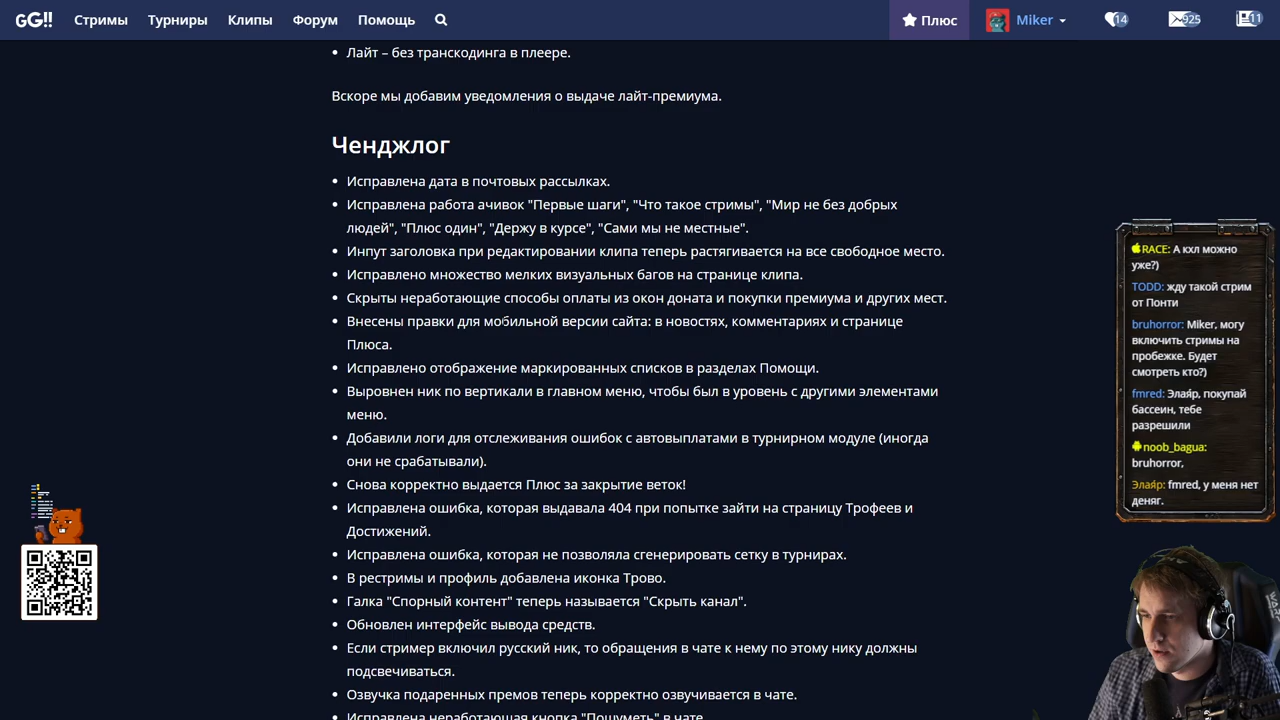 GG!! Стримы Турниры Клипы Форум Помощь Плюс Miker 14 925 11
Лайт – без транскодинга в плеере.
Вскоре мы добавим уведомления о выдаче лайт-премиума.
Ченджлог
Исправлена дата в почтовых рассылках.
Исправлена работа ачивок "Первые шаги", "Что такое стримы", "Мир не без добрых
людей", "Плюс один", "Держу в курсе", "Сами мы не местные".
Инпут заголовка при редактировании клипа теперь растягивается на все свободное место.
Исправлено множество мелких визуальных багов на странице клипа.
Скрыты неработающие способы оплаты из окон доната и покупки премиума и других мест.
Внесены правки для мобильной версии сайта: в новостях, комментариях и странице
Плюса.
Исправлено отображение маркированных списков в разделах Помощи.
Выровнен ник по вертикали в главном меню, чтобы был в уровень с другими элементами
меню.
Добавили логи для отслеживания ошибок с автовыплатами в турнирном модуле (иногда
они не срабатывали).
Снова корректно выдается Плюс за закрытие веток!
Исправлена ошибка, которая выдавала 404 при попытке зайти на страницу Трофеев и
Достижений.
Исправлена ошибка, которая не позволяла сгенерировать сетку в турнирах.
В рестримы и профиль добавлена иконка Трово.
Галка "Спорный контент" теперь называется "Скрыть канал".
Обновлен интерфейс вывода средств.
Если стример включил русский ник, то обращения в чате к нему по этому нику должны
подсвечиваться.
Озвучка подаренных премов теперь корректно озвучивается в чате.
Исправлена неработающая кнопка "Пошуметь" в чате
RACE: А кхл можно
уже?)
TODD: жду такой стрим
от Понти
bruhorror: Miker, могу
включить стримы на
пробежке. Будет
смотреть кто?)
fmred: Элая́р, покупай
бассеин, тебе
разрешили
noob_bagua:
bruhorror,
Элая́р: fmred, у меня нет
деняг.